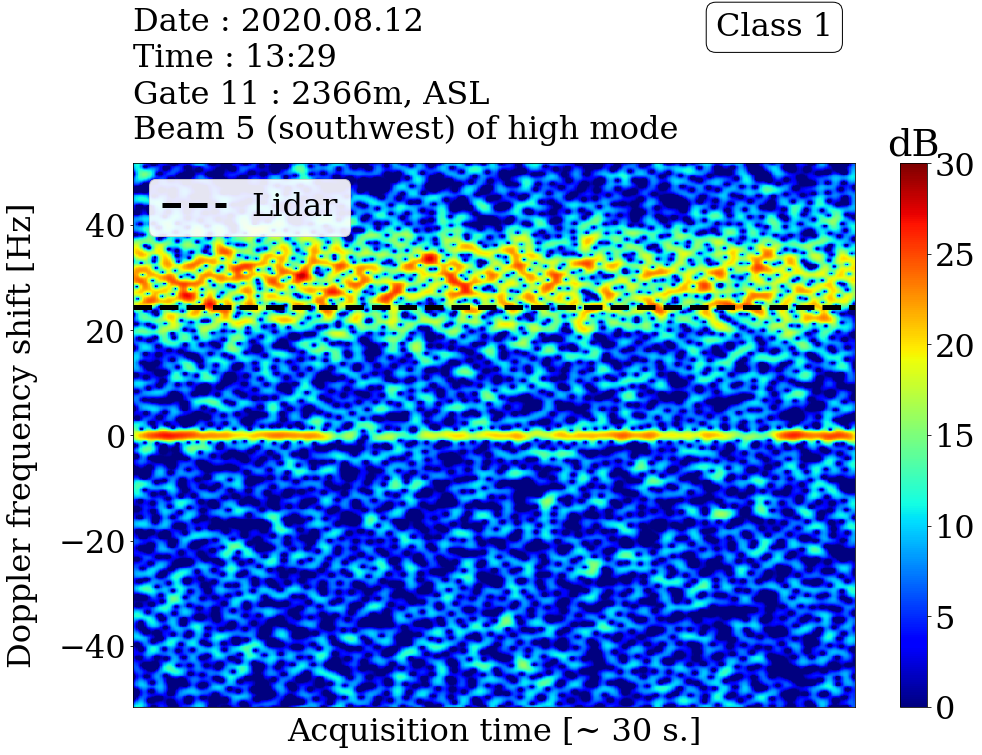 Date : 2020.08.12
Time : 13:29
Gate 11 : 2366m, ASL
Beam 5 (southwest) of high mode
Class 1
dB
Lidar
Doppler frequency shift [Hz]
40
20
0
−20
−40
30
25
20
15
10
5
0
Acquisition time [~ 30 s.]